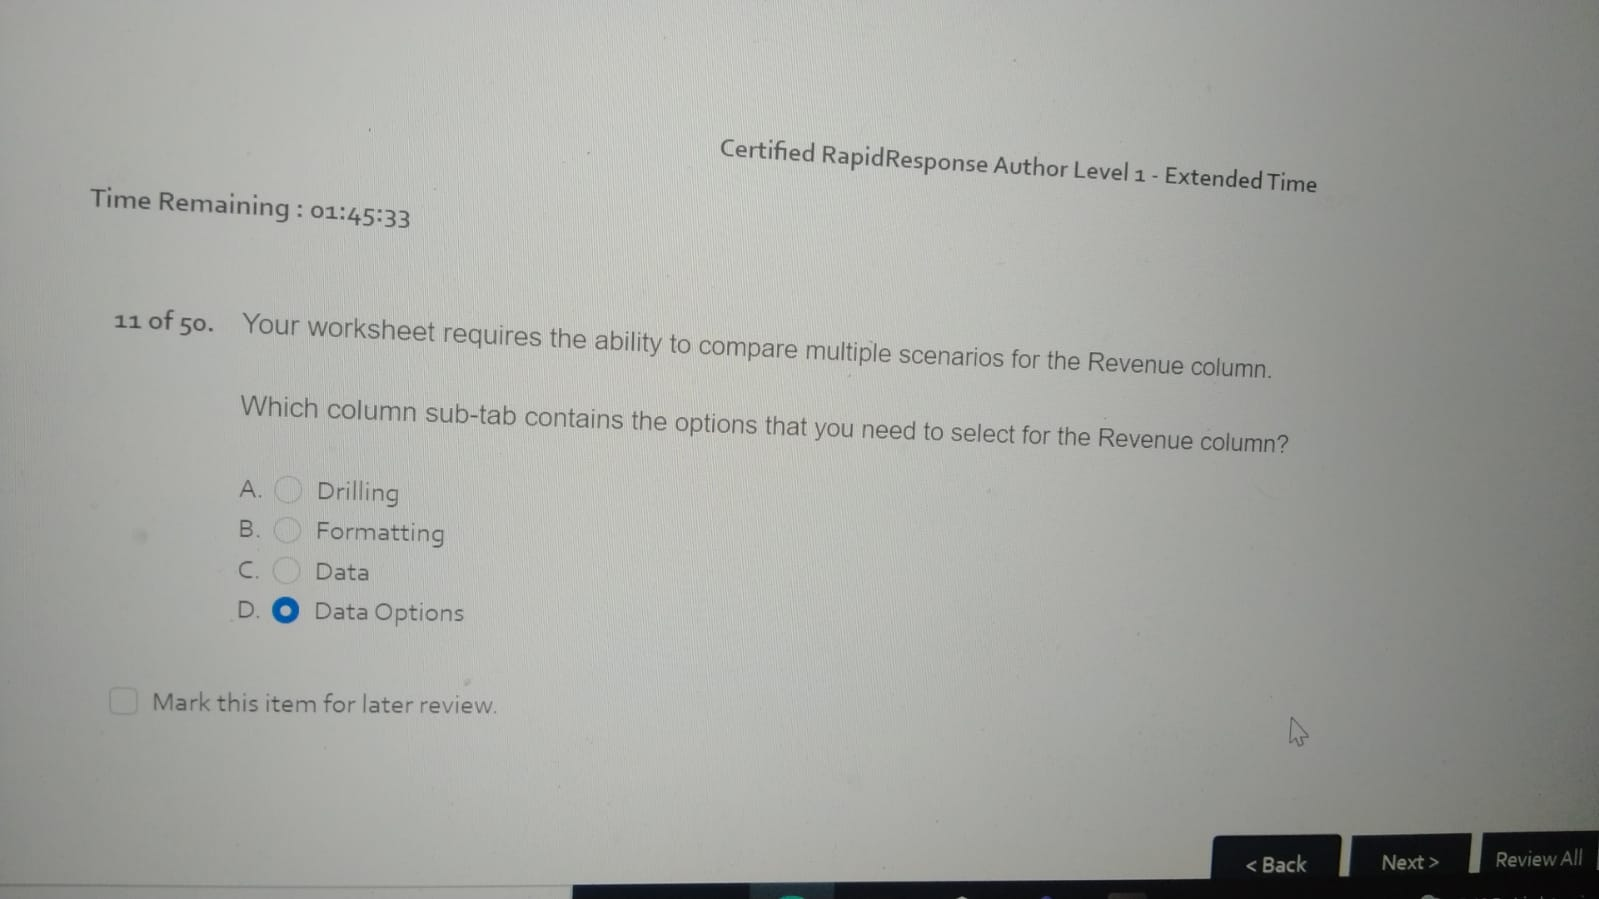 Certified RapidResponse Author Level 1 - Extended Time
Time Remaining : 01:45:33
11 of 50. Your worksheet requires the ability to compare multiple scenarios for the Revenue column.
Which column sub-tab contains the options that you need to select for the Revenue column?
A. Drilling
B. Formatting
C. Data
D. Data Options
Mark this item for later review.
< Back Next > Review All